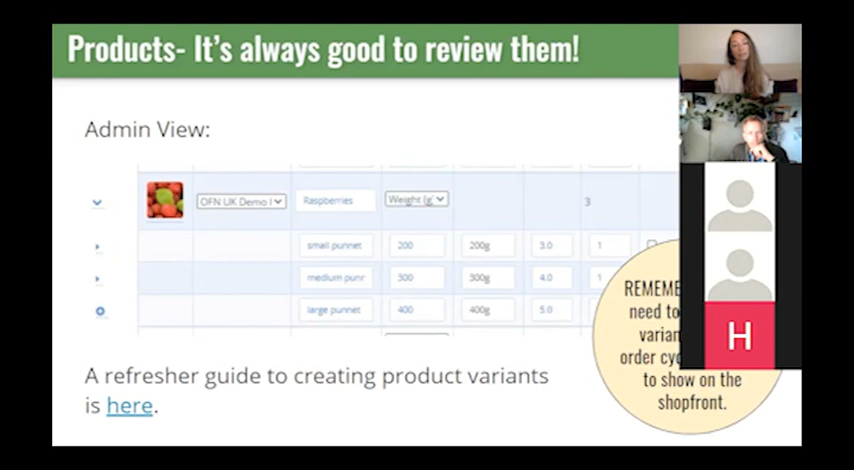 Products- It's always good to review them!
Admin View:
OFN UK Demo Raspberries Weight (g) 3
small punnet 200 200g 3.0 1
medium punr 300 300g 4.0 1
large punnet 400 400g 5.0
REMEME
need to
varian
order cyc
to show on the
shopfront.
A refresher guide to creating product variants
is here.
H